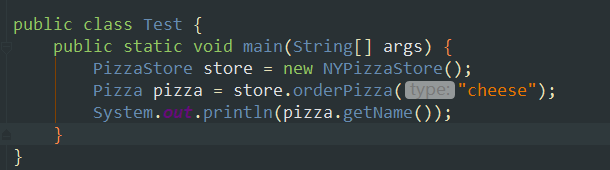 public class Test {
    public static void main(String[] args) {
        PizzaStore store = new NYPizzaStore();
        Pizza pizza = store.orderPizza( type: "cheese");
        System.out.println(pizza.getName());
    }
}